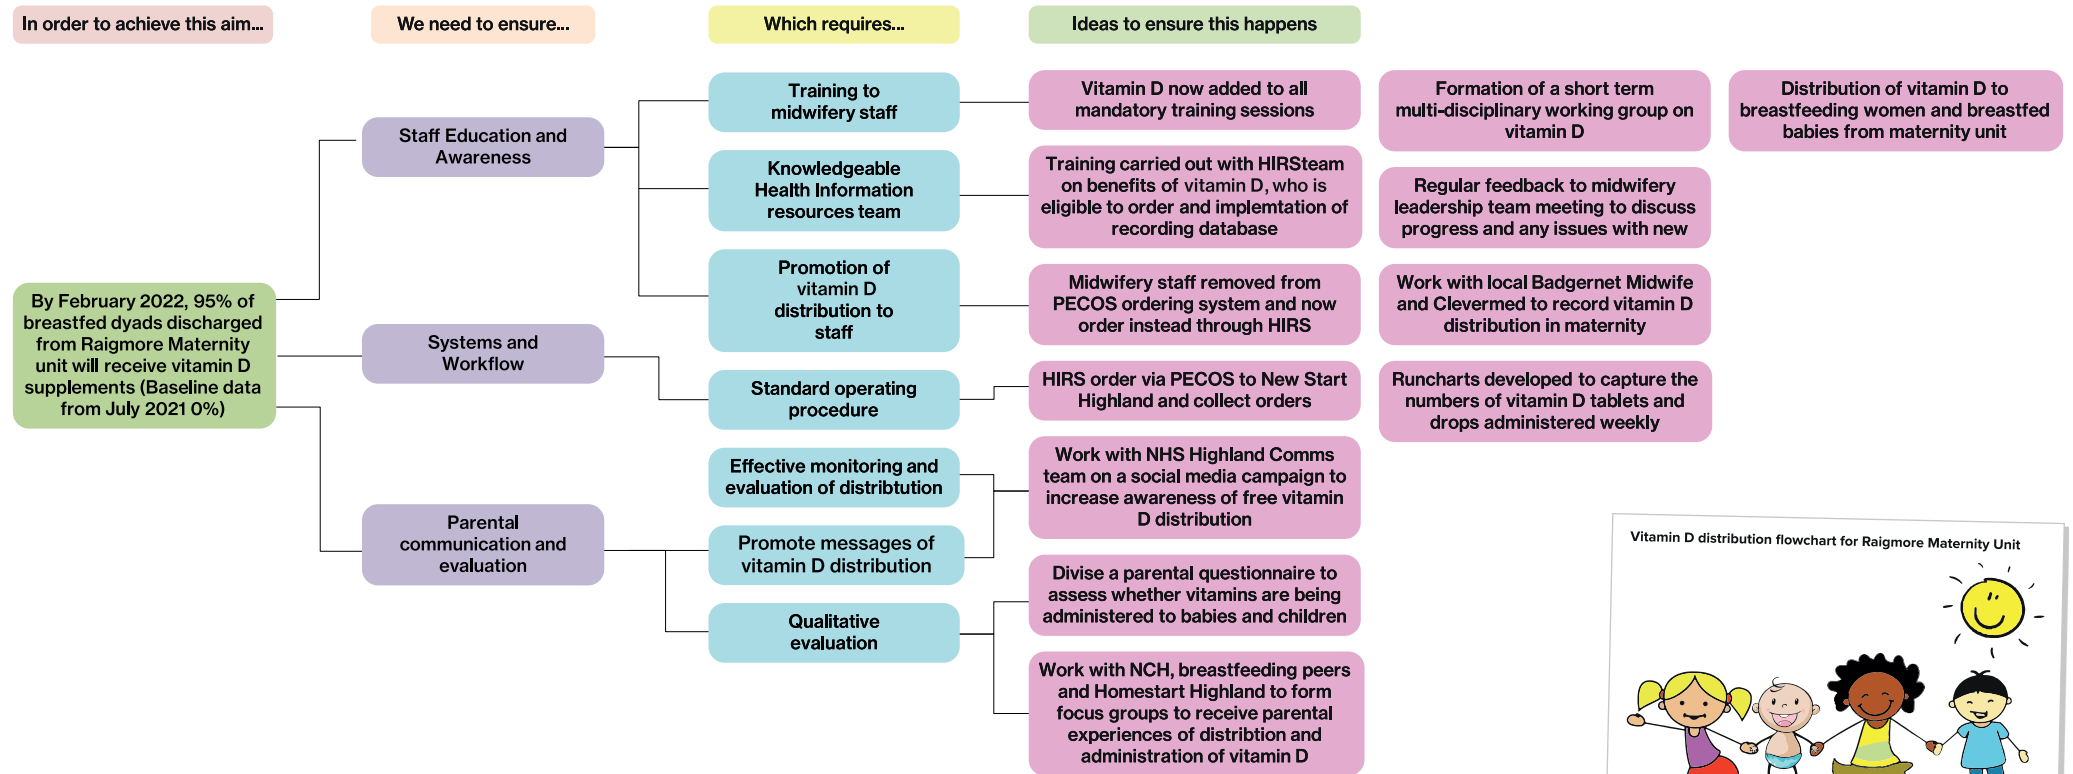 In order to achieve this aim...
We need to ensure...
Which requires...
Ideas to ensure this happens
By February 2022, 95% of
breastfed dyads discharged
from Raigmore Maternity
unit will receive vitamin D
supplements (Baseline data
from July 2021 0%)
Staff Education and
Awareness
Systems and
Workflow
Parental
communication and
evaluation
Training to
midwifery staff
Knowledgeable
Health Information
resources team
Promotion of
vitamin D
distribution to
staff
Standard operating
procedure
Effective monitoring and
evaluation of distribtution
Promote messages of
vitamin D distribution
Qualitative
evaluation
Vitamin D now added to all
mandatory training sessions
Training carried out with HIRSteam
on benefits of vitamin D, who is
eligible to order and implemtation of
recording database
Midwifery staff removed from
PECOS ordering system and now
order instead through HIRS
HIRS order via PECOS to New Start
Highland and collect orders
Work with NHS Highland Comms
team on a social media campaign to
increase awareness of free vitamin
D distribution
Divise a parental questionnaire to
assess whether vitamins are being
administered to babies and children
Work with NCH, breastfeeding peers
and Homestart Highland to form
focus groups to receive parental
experiences of distribtion and
administration of vitamin D
Formation of a short term
multi-disciplinary working group on
vitamin D
Regular feedback to midwifery
leadership team meeting to discuss
progress and any issues with new
Work with local Badgernet Midwife
and Clevermed to record vitamin D
distribution in maternity
Runcharts developed to capture the
numbers of vitamin D tablets and
drops administered weekly
Distribution of vitamin D to
breastfeeding women and breastfed
babies from maternity unit
Vitamin D distribution flowchart for Raigmore Maternity Unit